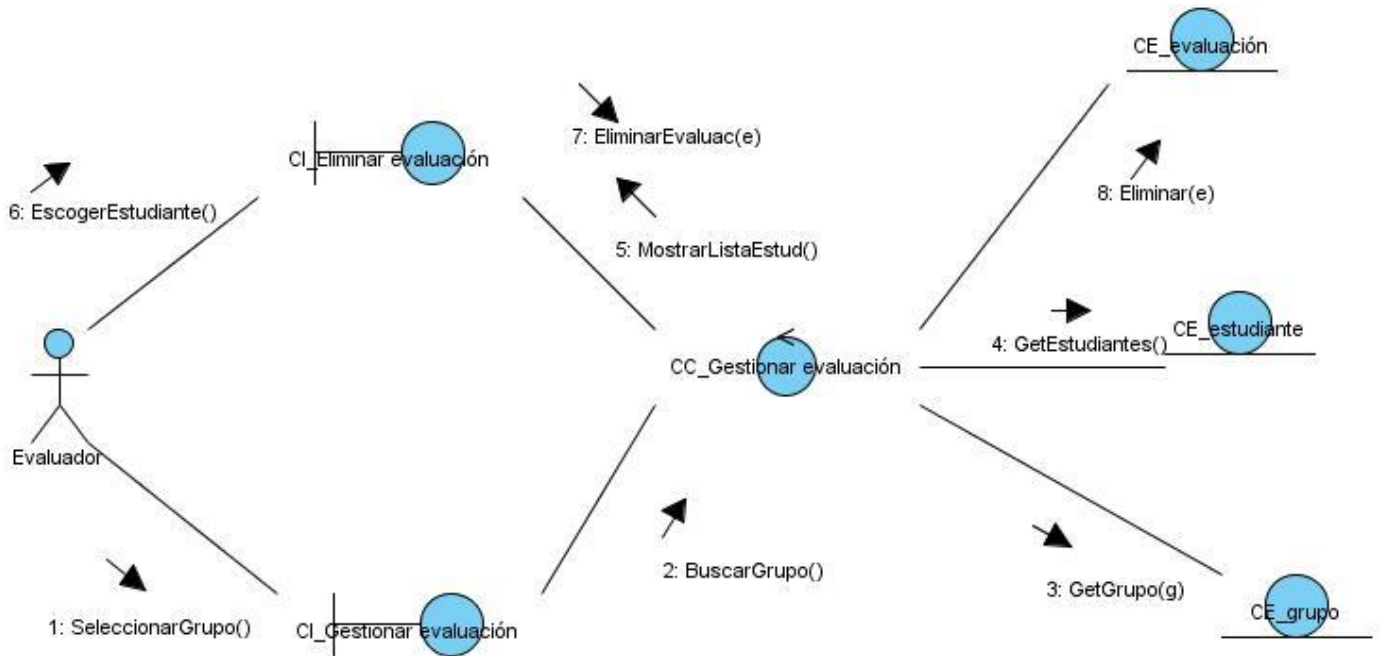 CE_evaluación
7: EliminarEvaluac(e)
CI_Eliminar evaluación
8: Eliminar(e)
6: EscogerEstudiante()
5: MostrarListaEstud()
CE_estudiante
4: GetEstudiantes()
CC_Gestionar evaluación
Evaluador
2: BuscarGrupo()
3: GetGrupo(g)
CE_grupo
1: SeleccionarGrupo()
CI_Gestionar evaluación